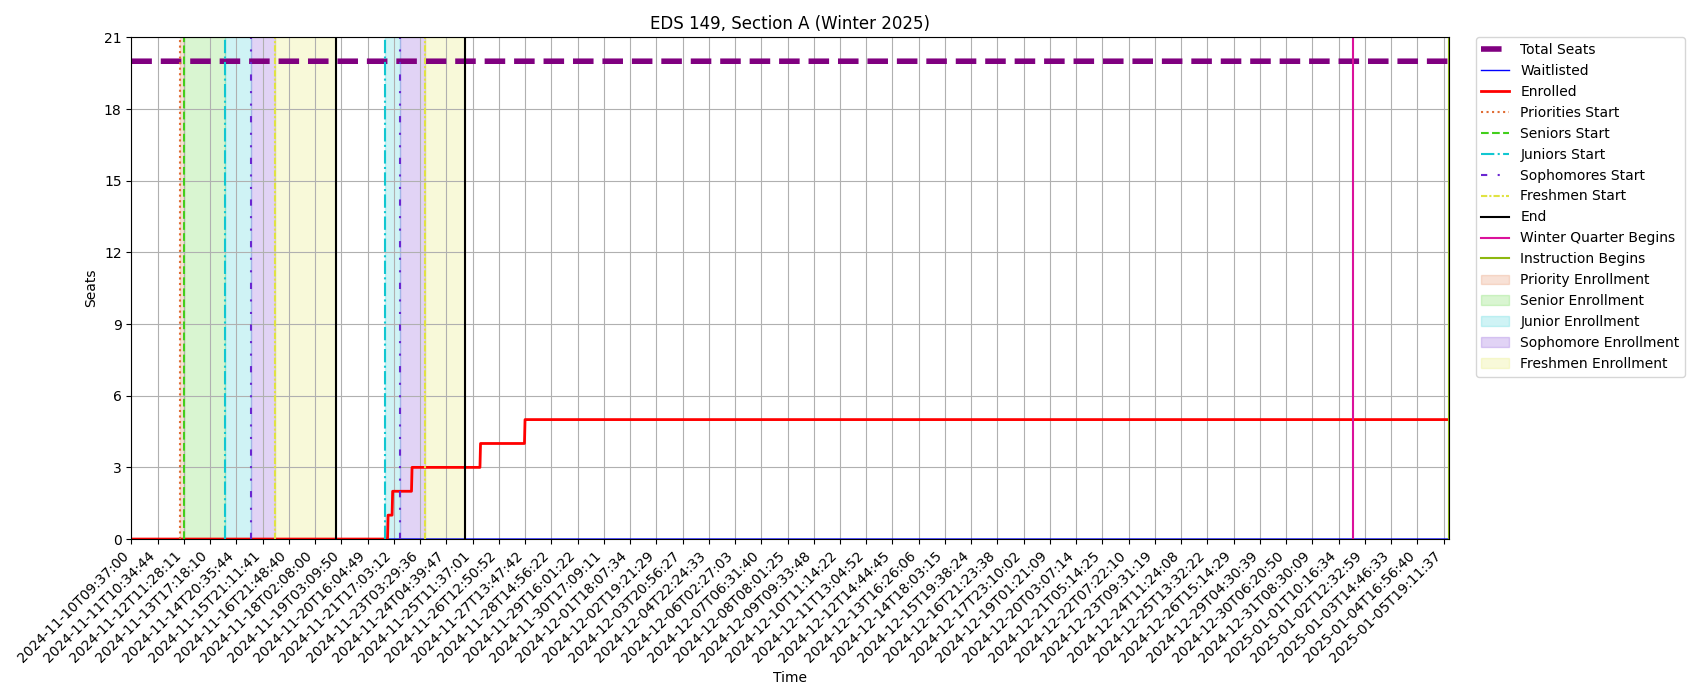 EDS 149, Section A (Winter 2025)
21
18
15
12
9
6
3
0
Seats
2024-11-10T09:37:00
2024-11-11T10:34:44
2024-11-12T11:28:11
2024-11-13T17:18:10
2024-11-14T20:35:44
2024-11-15T21:11:41
2024-11-16T21:48:40
2024-11-18T02:08:00
2024-11-19T03:09:50
2024-11-20T16:04:49
2024-11-21T17:03:12
2024-11-23T03:29:36
2024-11-24T04:39:47
2024-11-25T11:37:01
2024-11-26T12:50:52
2024-11-27T13:47:42
2024-11-28T14:56:22
2024-11-29T16:01:22
2024-11-30T17:09:11
2024-12-01T18:07:34
2024-12-02T19:21:29
2024-12-03T20:56:27
2024-12-04T22:24:33
2024-12-06T02:27:03
2024-12-07T06:31:40
2024-12-08T08:01:25
2024-12-09T09:33:48
2024-12-10T11:14:22
2024-12-11T13:04:52
2024-12-12T14:44:45
2024-12-13T16:26:06
2024-12-14T18:03:15
2024-12-15T19:38:24
2024-12-16T21:23:38
2024-12-17T23:10:02
2024-12-19T01:21:09
2024-12-20T03:07:14
2024-12-21T05:14:25
2024-12-22T07:22:10
2024-12-23T09:31:19
2024-12-24T11:24:08
2024-12-25T13:32:22
2024-12-26T15:14:29
2024-12-29T04:30:39
2024-12-30T06:20:50
2024-12-31T08:30:09
2025-01-01T10:16:34
2025-01-02T12:32:59
2025-01-03T14:46:33
2025-01-04T16:56:40
2025-01-05T19:11:37
Time
Total Seats
Waitlisted
Enrolled
Priorities Start
Seniors Start
Juniors Start
Sophomores Start
Freshmen Start
End
Winter Quarter Begins
Instruction Begins
Priority Enrollment
Senior Enrollment
Junior Enrollment
Sophomore Enrollment
Freshmen Enrollment